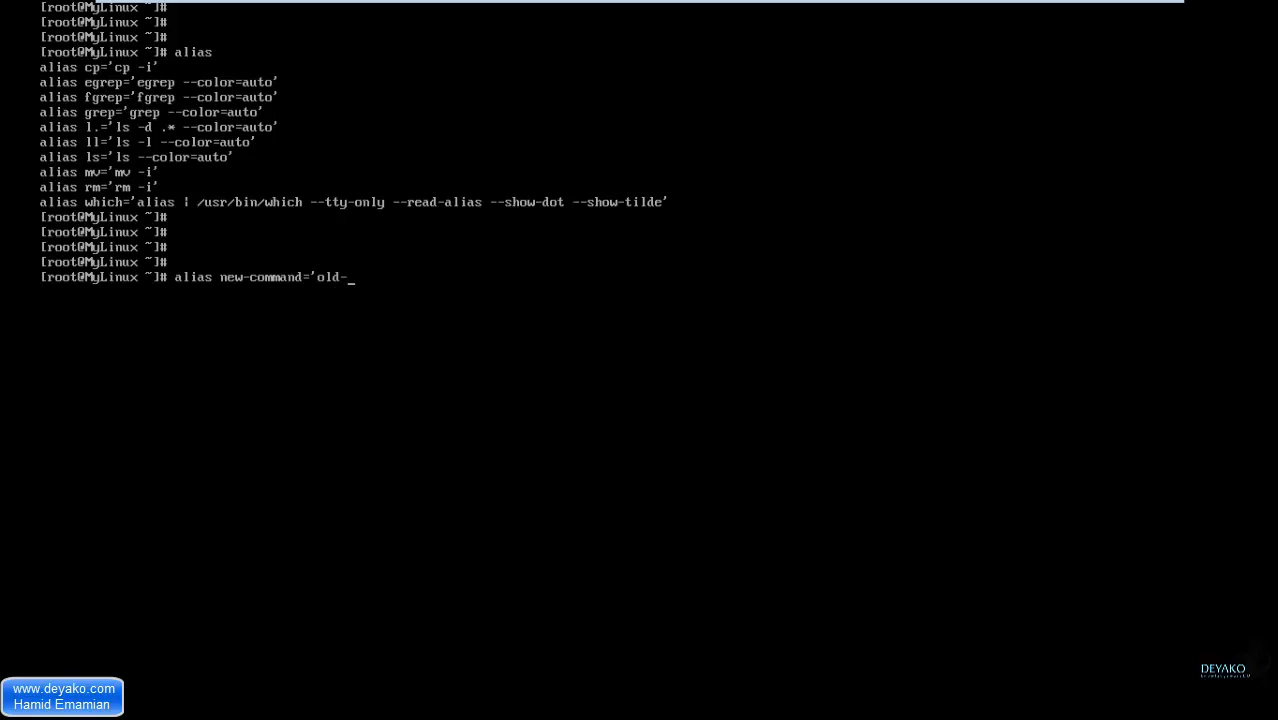 [root@MyLinux ~]#
[root@MyLinux ~]#
[root@MyLinux ~]#
[root@MyLinux ~]# alias
alias cp='cp -i'
alias egrep='egrep --color=auto'
alias fgrep='fgrep --color=auto'
alias grep='grep --color=auto'
alias l.='ls -d .* --color=auto'
alias ll='ls -l --color=auto'
alias ls='ls --color=auto'
alias mv='mv -i'
alias rm='rm -i'
alias which='alias | /usr/bin/which --tty-only --read-alias --show-dot --show-tilde'
[root@MyLinux ~]#
[root@MyLinux ~]#
[root@MyLinux ~]#
[root@MyLinux ~]#
[root@MyLinux ~]# alias new-command='old-_
DEYAKO
www.deyako.com
Hamid Emamian